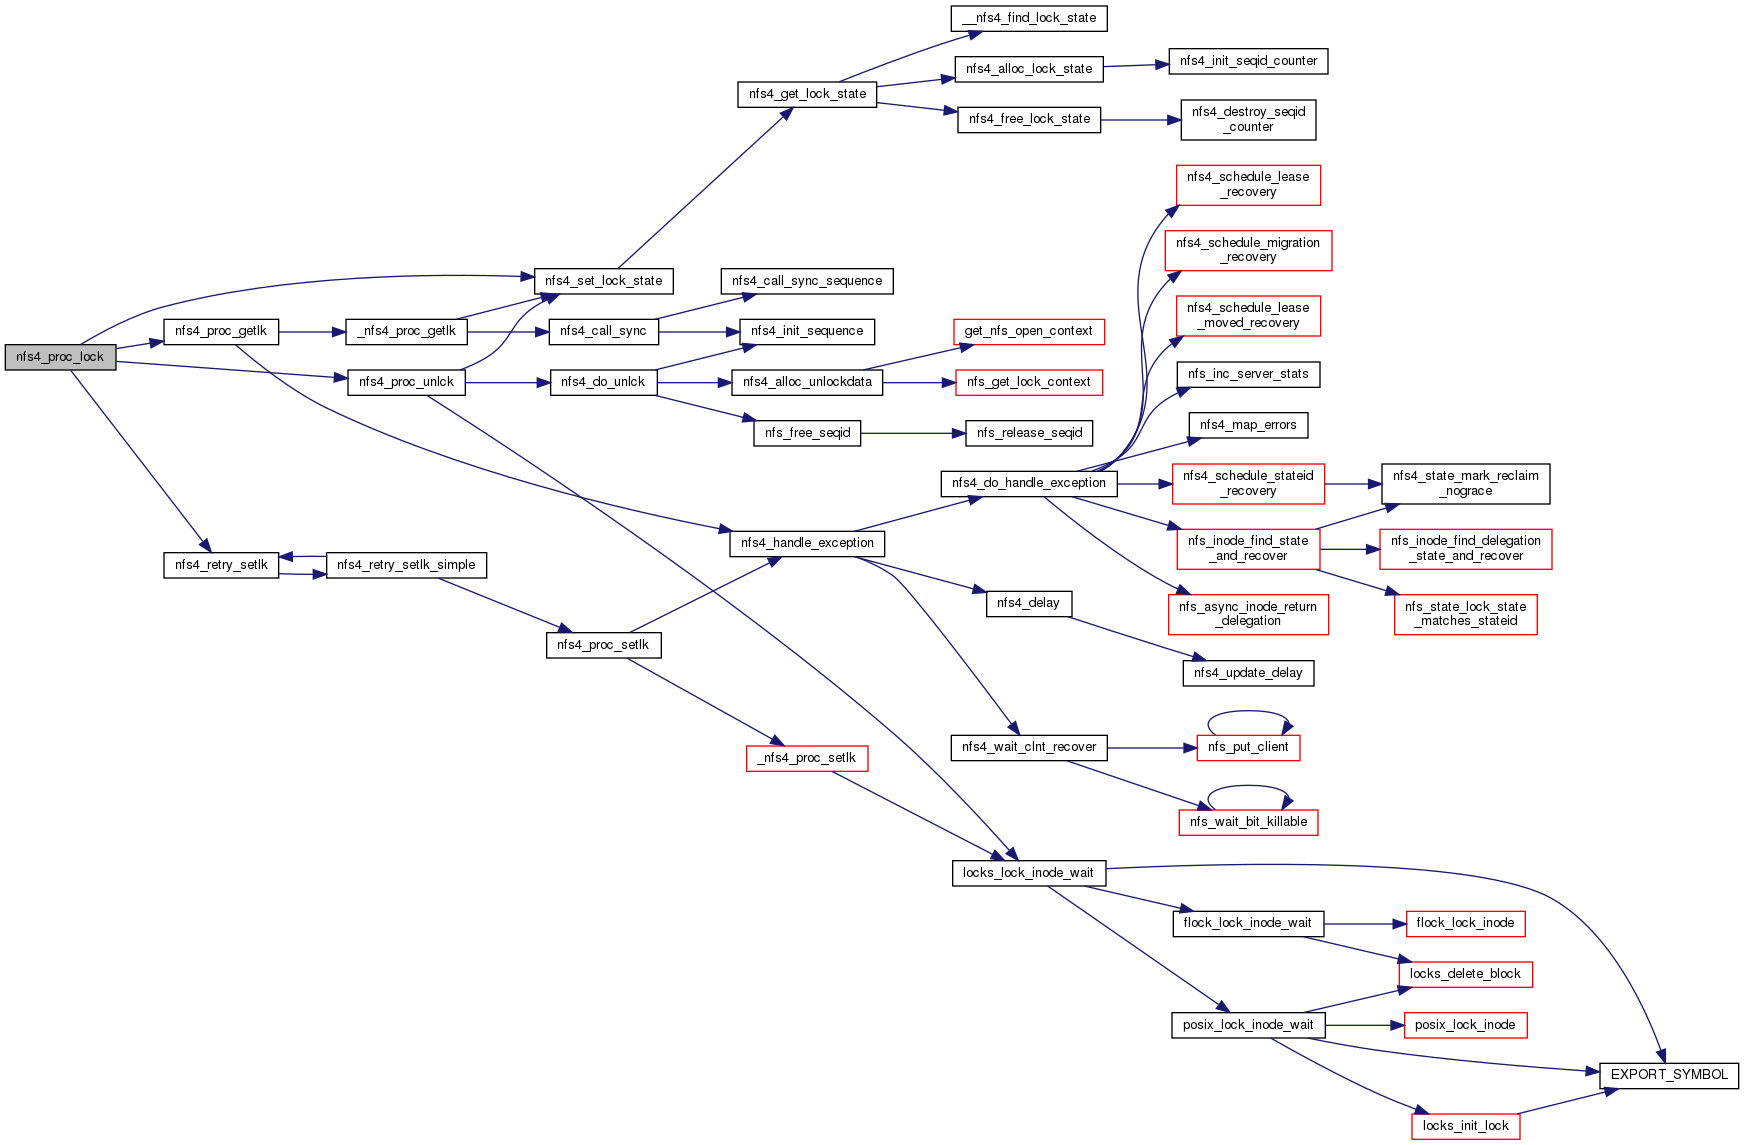 __nfs4_find_lock_state
nfs4_alloc_lock_state
nfs4_init_seqid_counter
nfs4_get_lock_state
nfs4_free_lock_state
nfs4_destroy_seqid
_counter
nfs4_schedule_lease
_recovery
nfs4_schedule_migration
_recovery
nfs4_set_lock_state
nfs4_call_sync_sequence
nfs4_schedule_lease
_moved_recovery
nfs4_proc_getlk
_nfs4_proc_getlk
nfs4_call_sync
nfs4_init_sequence
get_nfs_open_context
nfs4_proc_lock
nfs4_proc_unlck
nfs4_do_unlck
nfs4_alloc_unlockdata
nfs_get_lock_context
nfs_inc_server_stats
nfs4_map_errors
nfs_free_seqid
nfs_release_seqid
nfs4_do_handle_exception
nfs4_schedule_stateid
_recovery
nfs4_state_mark_reclaim
_nograce
nfs4_handle_exception
nfs_inode_find_state
_and_recover
nfs_inode_find_delegation
_state_and_recover
nfs4_retry_setlk
nfs4_retry_setlk_simple
nfs4_delay
nfs_async_inode_return
_delegation
nfs_state_lock_state
_matches_stateid
nfs4_proc_setlk
nfs4_update_delay
_nfs4_proc_setlk
nfs4_wait_clnt_recover
nfs_put_client
nfs_wait_bit_killable
locks_lock_inode_wait
flock_lock_inode_wait
flock_lock_inode
locks_delete_block
posix_lock_inode_wait
posix_lock_inode
EXPORT_SYMBOL
locks_init_lock